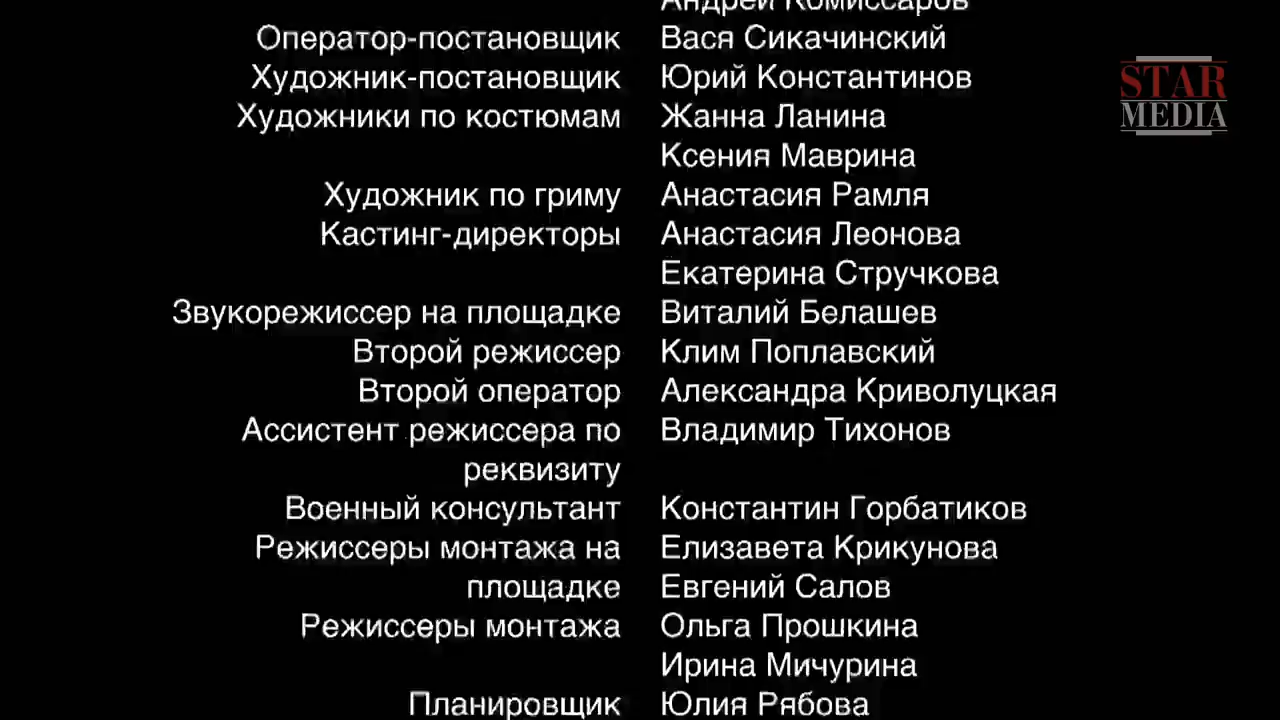 Андрей Комиссаров
Оператор-постановщик Вася Сикачинский
Художник-постановщик Юрий Константинов
Художники по костюмам Жанна Ланина
Ксения Маврина
Художник по гриму Анастасия Рамля
Кастинг-директоры Анастасия Леонова
Екатерина Стручкова
Звукорежиссер на площадке Виталий Белашев
Второй режиссер Клим Поплавский
Второй оператор Александра Криволуцкая
Ассистент режиссера по Владимир Тихонов
реквизиту
Военный консультант Константин Горбатиков
Режиссеры монтажа на Елизавета Крикунова
площадке Евгений Салов
Режиссеры монтажа Ольга Прошкина
Ирина Мичурина
Планировщик Юлия Рябова
STAR
MEDIA